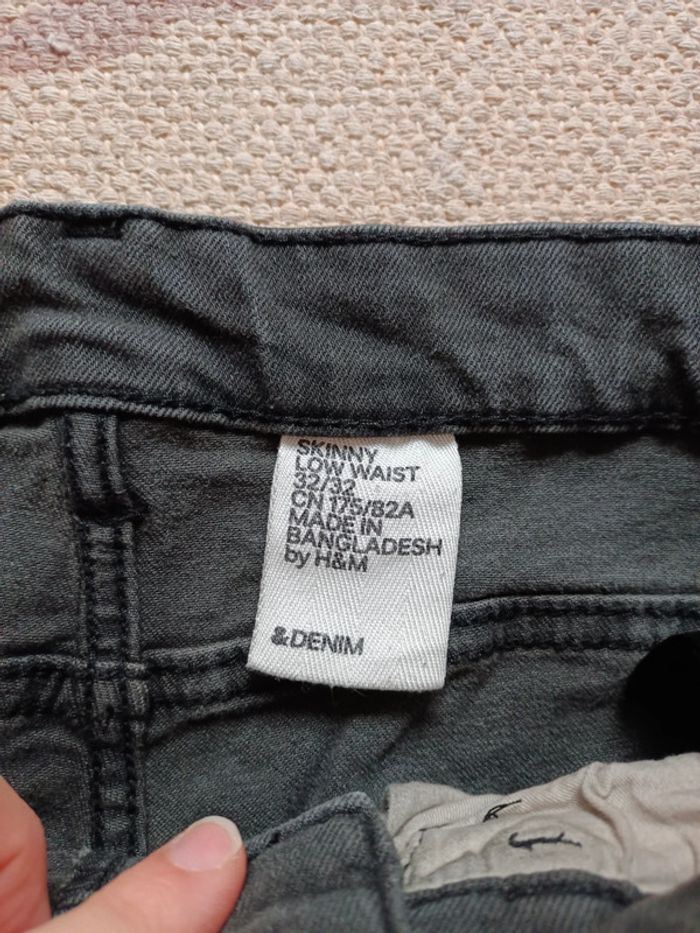 SKINNY
LOW WAIST
32/32
CN 175/82A
MADE IN
BANGLADESH
by H&M
&DENIM